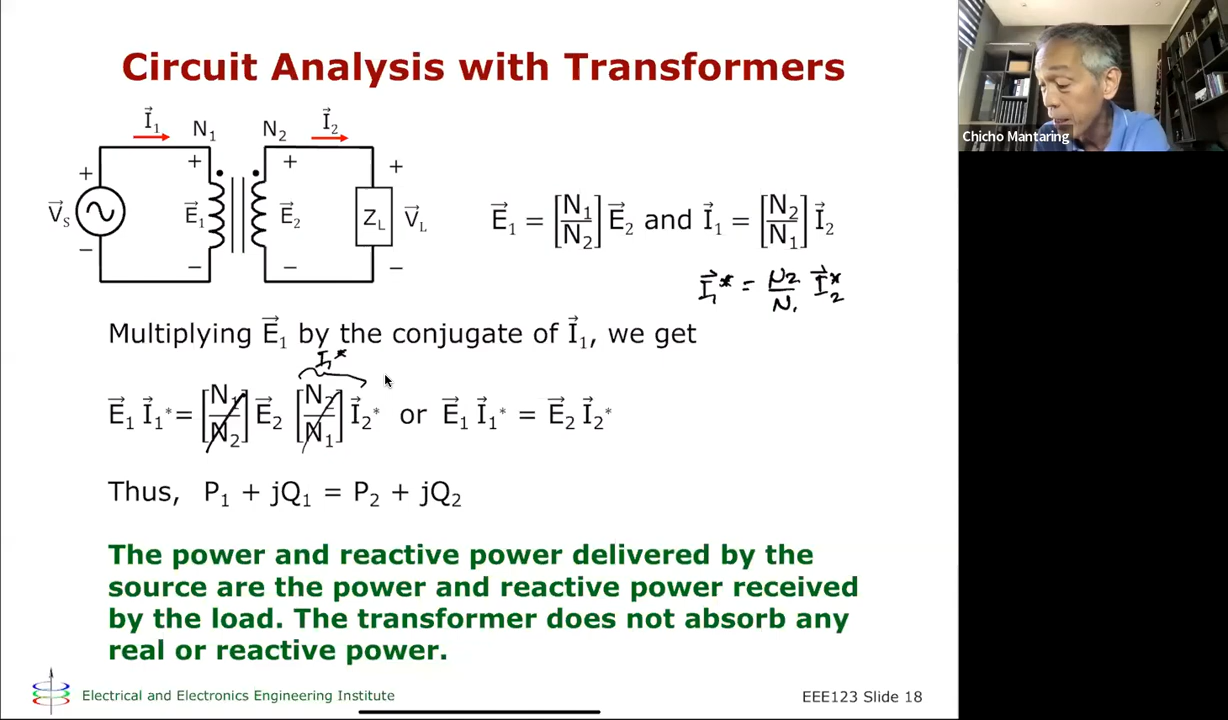 Circuit Analysis with Transformers
I⃗₁ N₁ N₂ I⃗₂
+ + + +
V⃗ₛ E⃗₁ E⃗₂ Z_L V⃗_L
− − − −
E⃗₁ = [N₁/N₂] E⃗₂ and I⃗₁ = [N₂/N₁] I⃗₂
I⃗₁* = N₂/N₁ I⃗₂*
Multiplying E⃗₁ by the conjugate of I⃗₁, we get
I₁*
E⃗₁ I⃗₁* = [N₁/N₂] E⃗₂ [N₂/N₁] I⃗₂* or E⃗₁ I⃗₁* = E⃗₂ I⃗₂*
Thus, P₁ + jQ₁ = P₂ + jQ₂
The power and reactive power delivered by the
source are the power and reactive power received
by the load. The transformer does not absorb any
real or reactive power.
Electrical and Electronics Engineering Institute
EEE123 Slide 18
Chicho Mantaring